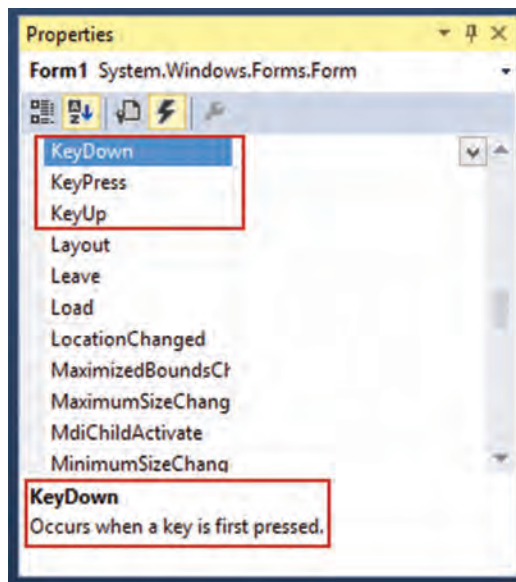 Properties
Form1 System.Windows.Forms.Form
KeyDown
KeyPress
KeyUp
Layout
Leave
Load
LocationChanged
MaximizedBoundsCh
MaximumSizeChang
MdiChildActivate
MinimumSizeChang
KeyDown
Occurs when a key is first pressed.